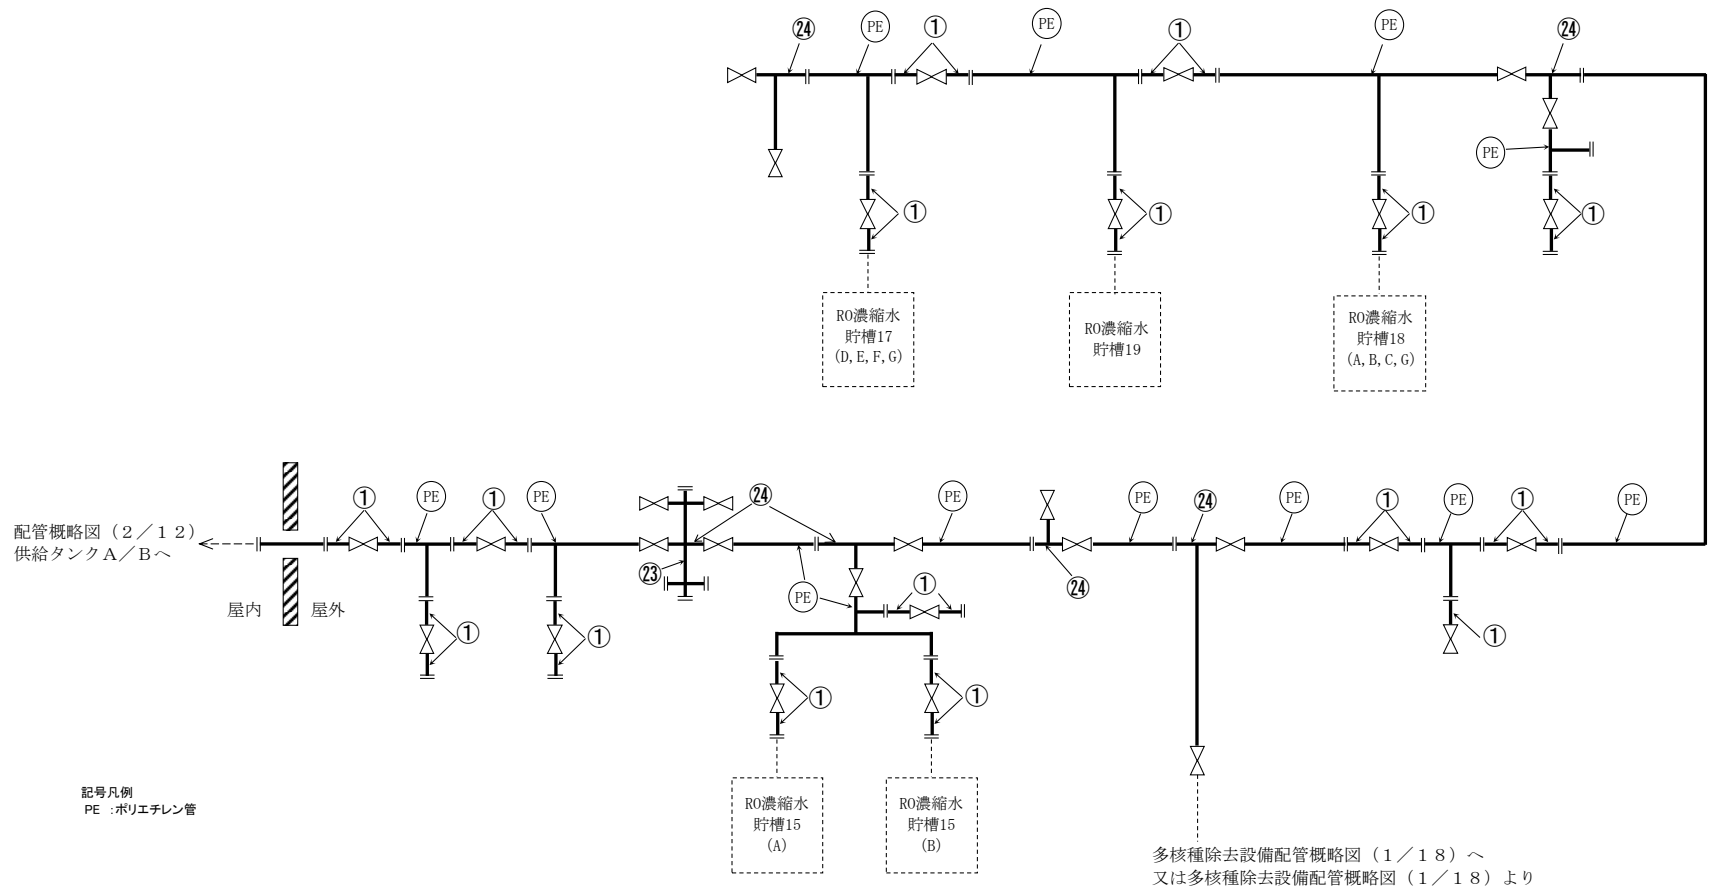 ㉔ PE ① PE ① PE ㉔
PE
① ① ① ①
RO濃縮水
貯槽17
(D,E,F,G)
RO濃縮水
貯槽19
RO濃縮水
貯槽18
(A,B,C,G)
① PE ① PE ㉔ PE PE ㉔ PE ① PE ① PE
配管概略図（２／１２）
供給タンクＡ／Ｂへ
㉓ PE ① ㉔
屋内 屋外
① ① ①
① ①
RO濃縮水
貯槽15
(A)
RO濃縮水
貯槽15
(B)
記号凡例
PE ：ポリエチレン管
多核種除去設備配管概略図（１／１８）へ
又は多核種除去設備配管概略図（１／１８）より